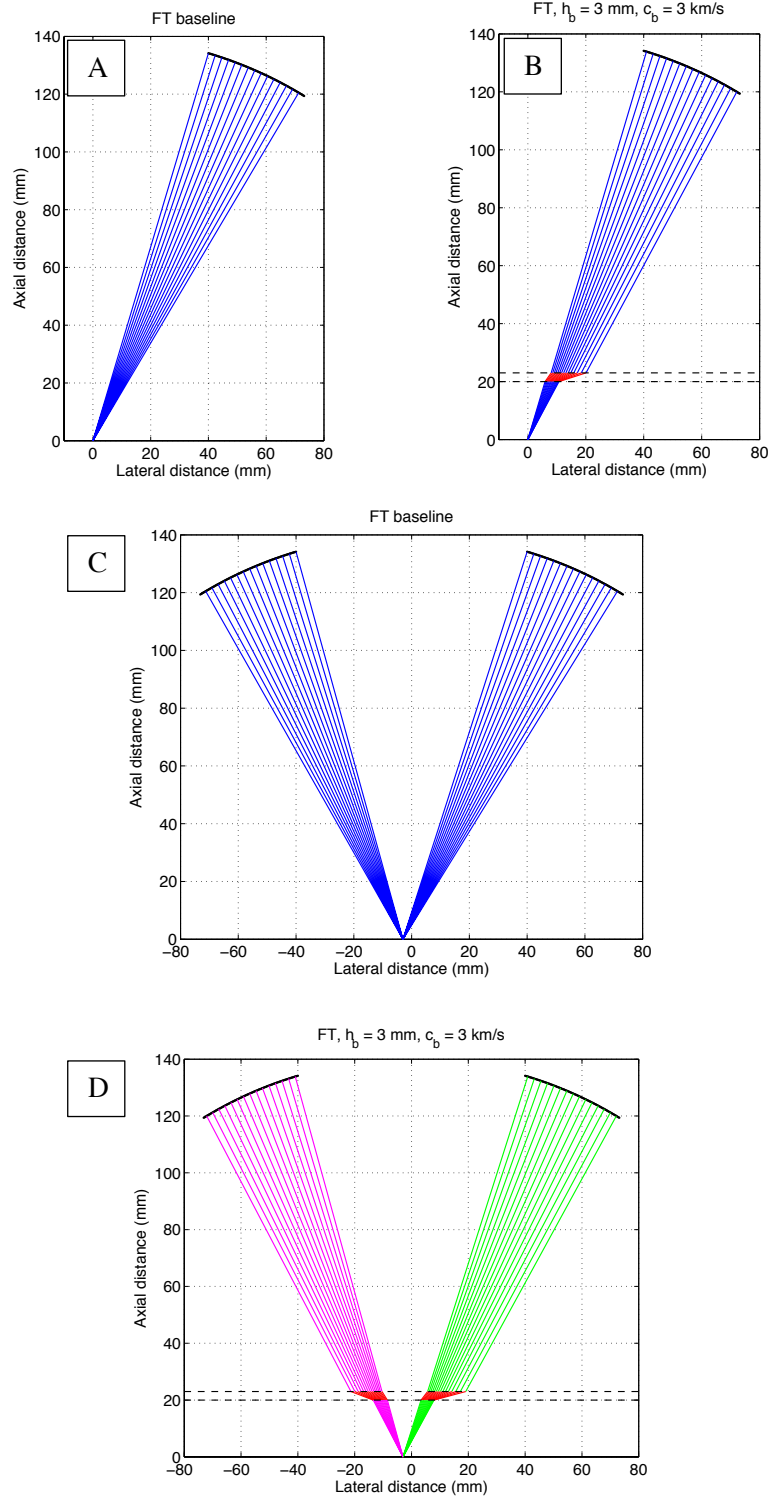 FT baseline
A
140
120
100
80
60
40
20
0
Axial distance (mm)
0 20 40 60 80
Lateral distance (mm)
FT, h_b = 3 mm, c_b = 3 km/s
B
140
120
100
80
60
40
20
0
Axial distance (mm)
0 20 40 60 80
Lateral distance (mm)
FT baseline
C
140
120
100
80
60
40
20
0
Axial distance (mm)
−80 −60 −40 −20 0 20 40 60 80
Lateral distance (mm)
FT, h_b = 3 mm, c_b = 3 km/s
D
140
120
100
80
60
40
20
0
Axial distance (mm)
−80 −60 −40 −20 0 20 40 60 80
Lateral distance (mm)